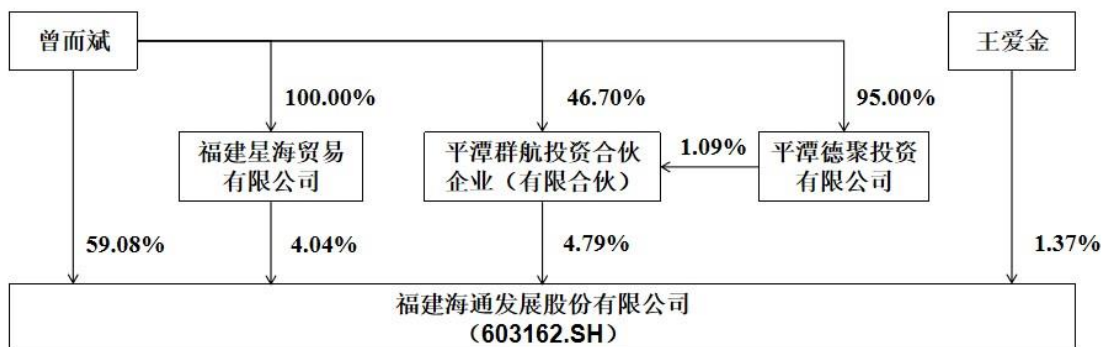 曾而斌
王爱金
100.00%
46.70%
95.00%
福建星海贸易
有限公司
平潭群航投资合伙
企业（有限合伙）
1.09%
平潭德聚投资
有限公司
59.08%
4.04%
4.79%
1.37%
福建海通发展股份有限公司
（603162.SH）